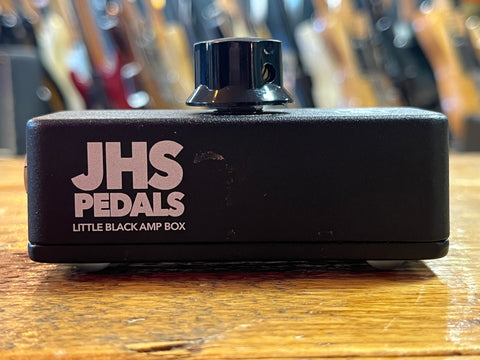 JHS
PEDALS
LITTLE BLACK AMP BOX